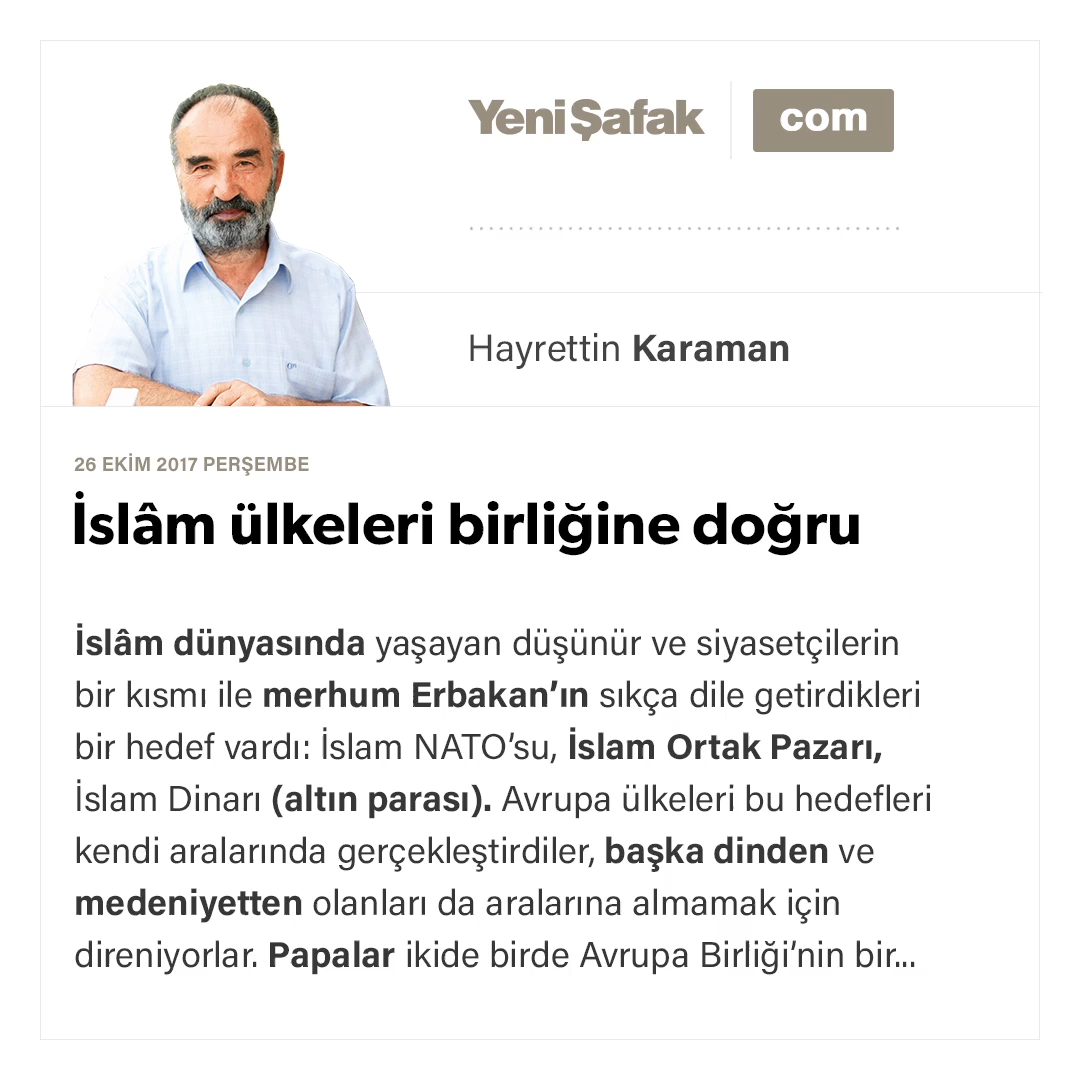 YeniŞafak com
Hayrettin Karaman
26 EKİM 2017 PERŞEMBE
İslâm ülkeleri birliğine doğru
İslâm dünyasında yaşayan düşünür ve siyasetçilerin
bir kısmı ile merhum Erbakan’ın sıkça dile getirdikleri
bir hedef vardı: İslam NATO’su, İslam Ortak Pazarı,
İslam Dinarı (altın parası). Avrupa ülkeleri bu hedefleri
kendi aralarında gerçekleştirdiler, başka dinden ve
medeniyetten olanları da aralarına almamak için
direniyorlar. Papalar ikide birde Avrupa Birliği’nin bir...